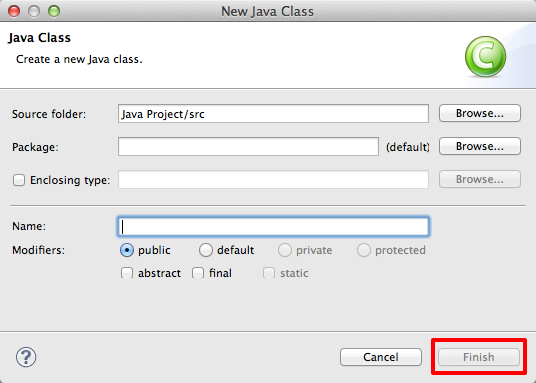 New Java Class
Java Class
Create a new Java class.
C
Source folder: Java Project/src Browse...
Package: (default) Browse...
Enclosing type: Browse...
Name:
Modifiers: public default private protected
abstract final static
? Cancel Finish